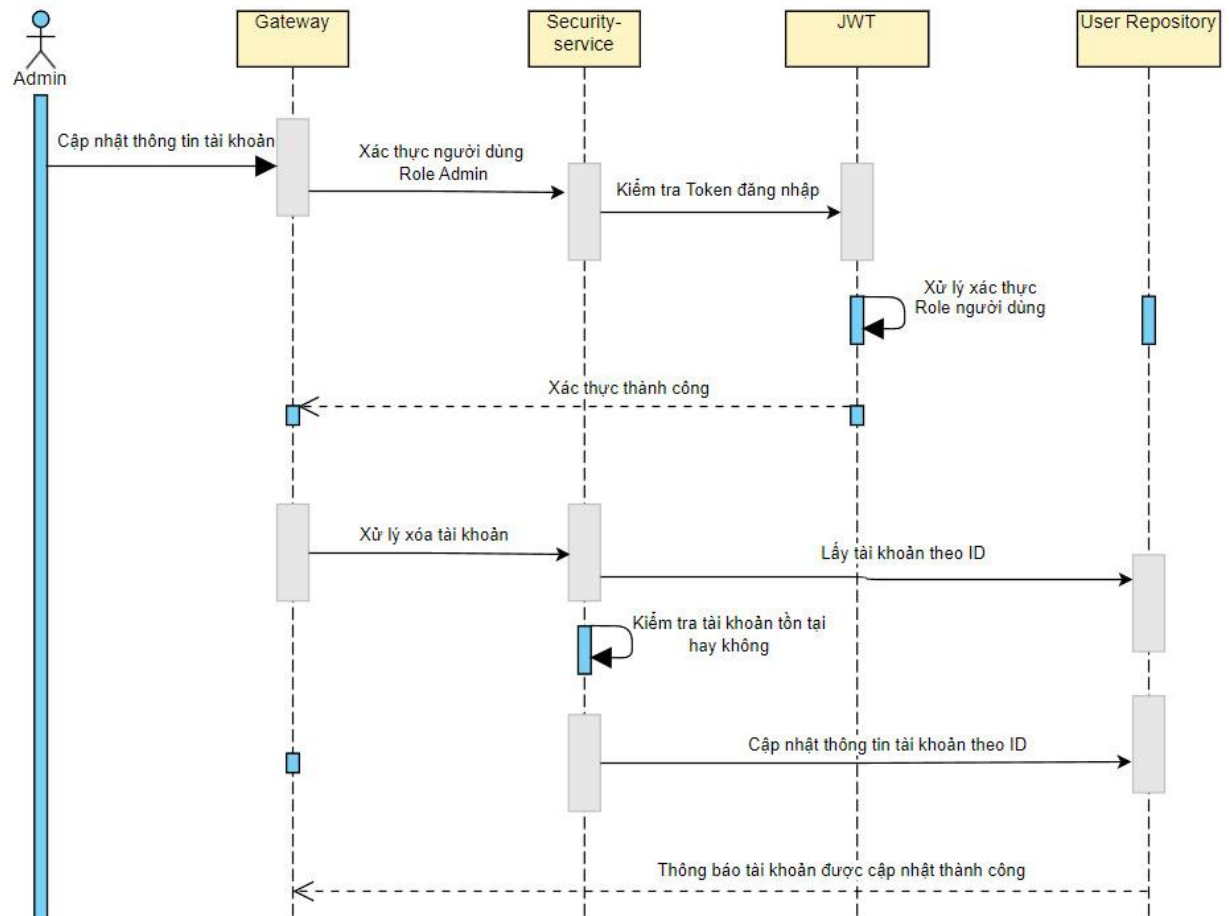 Gateway
Security-
service
JWT
User Repository
Admin
Cập nhật thông tin tài khoản
Xác thực người dùng
Role Admin
Kiểm tra Token đăng nhập
Xử lý xác thực
Role người dùng
Xác thực thành công
Xử lý xóa tài khoản
Lấy tài khoản theo ID
Kiểm tra tài khoản tồn tại
hay không
Cập nhật thông tin tài khoản theo ID
Thông báo tài khoản được cập nhật thành công